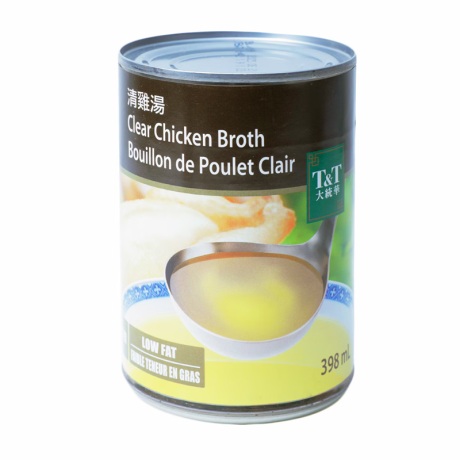 清雞湯
Clear Chicken Broth
Bouillon de Poulet Clair
T&T
大統華
LOW FAT
FAIBLE TENEUR EN GRAS
398 mL